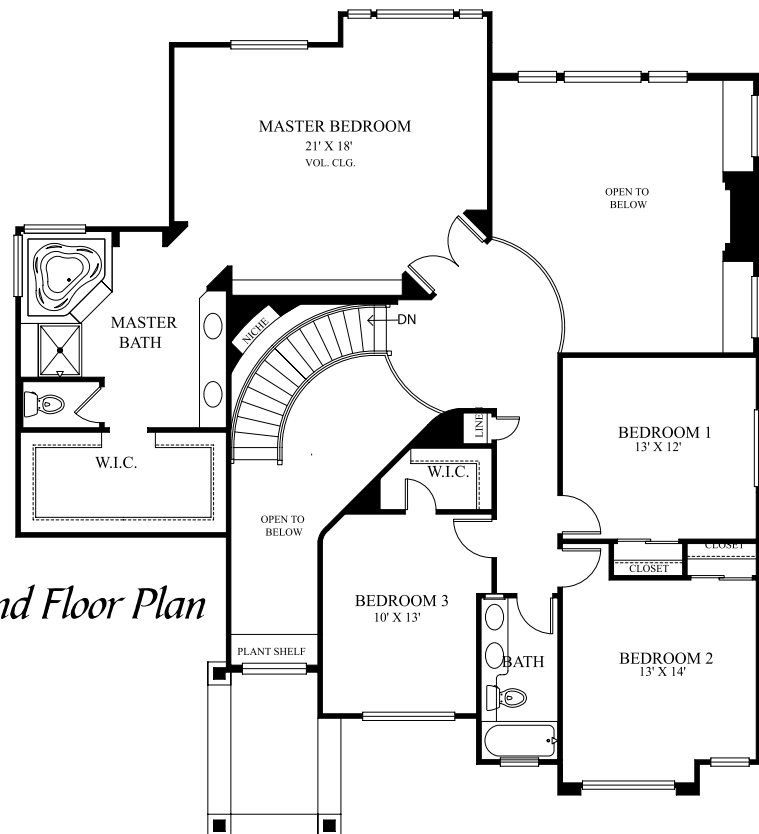 MASTER BEDROOM
21' X 18'
VOL. CLG.
OPEN TO
BELOW
MASTER
BATH
NICHE
DN
W.I.C.
LINE
W.I.C.
BEDROOM 1
13' X 12'
OPEN TO
BELOW
CLOSET
CLOSET
nd Floor Plan
BEDROOM 3
10' X 13'
PLANT SHELF
BATH
BEDROOM 2
13' X 14'